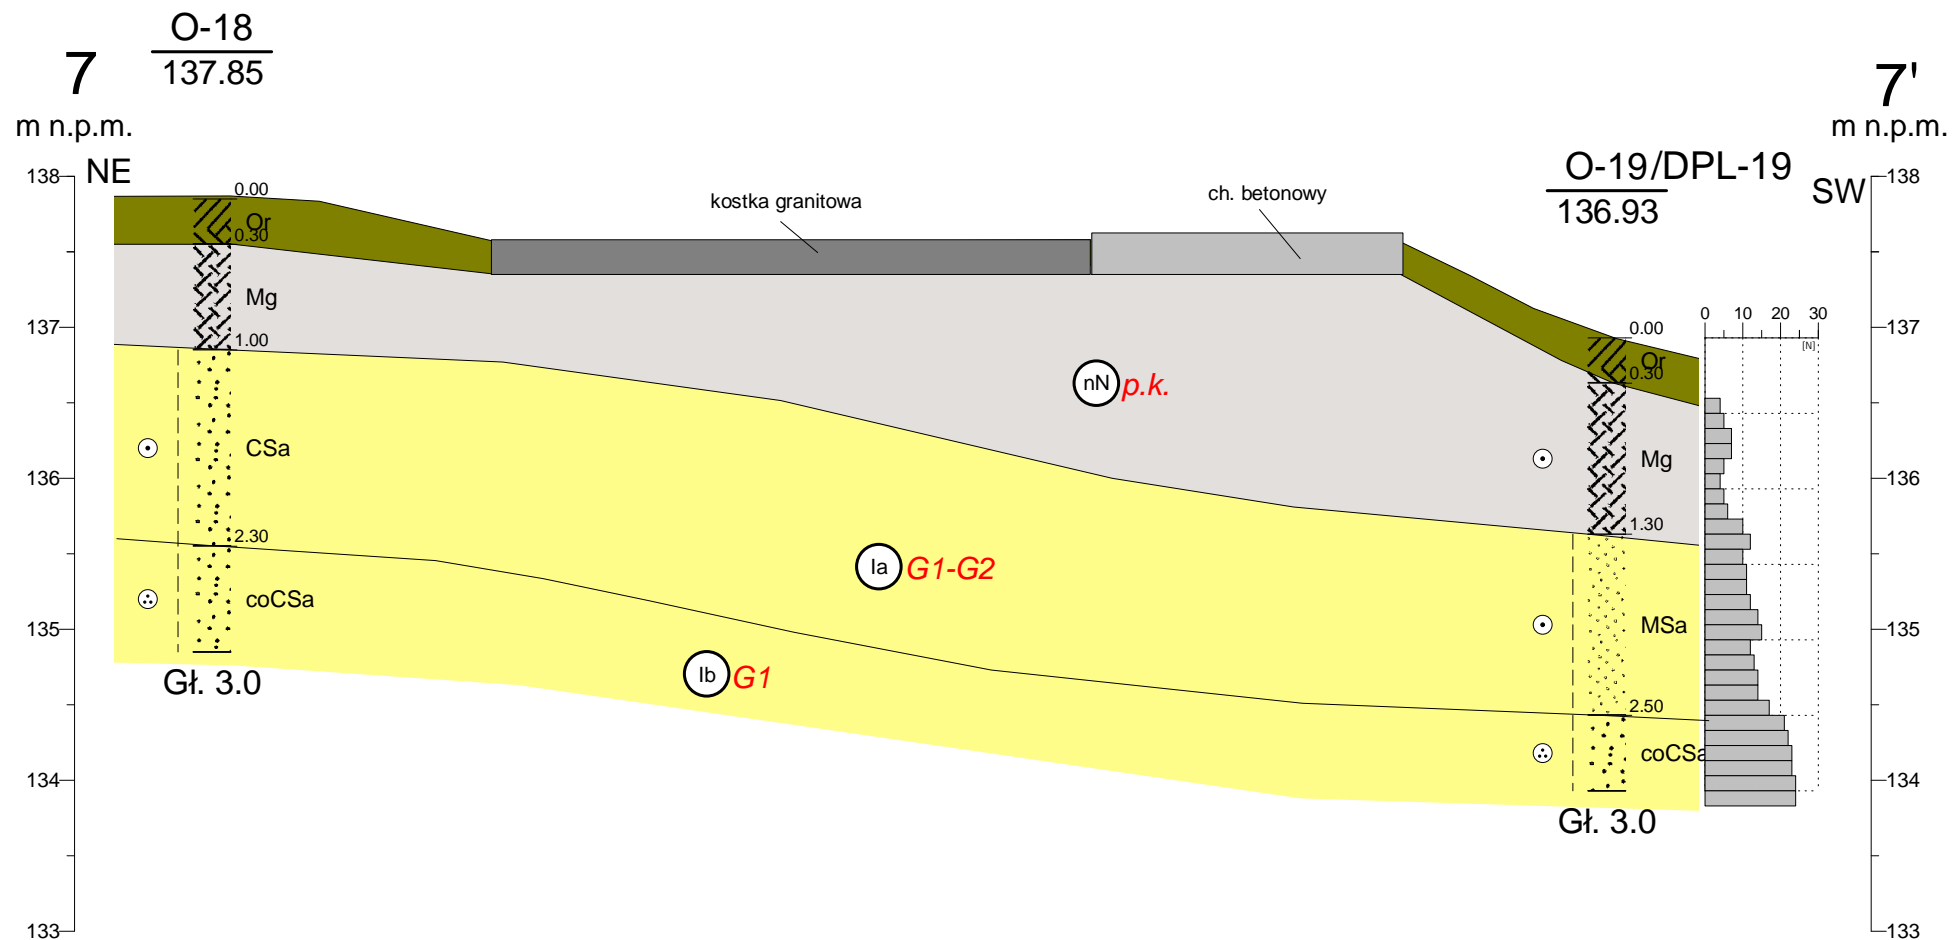 O-18
137.85
7
m n.p.m.
NE
7'
m n.p.m.
O-19/DPL-19
136.93
SW
kostka granitowa
ch. betonowy
138
137
136
135
134
133
0.00
Or
0.30
Mg
1.00
CSa
2.30
coCSa
Gł. 3.0
nN p.k.
Ia G1-G2
Ib G1
0.00
Or
0.30
Mg
1.30
MSa
2.50
coCSa
Gł. 3.0
0 10 20 30
[N]
138
137
136
135
134
133